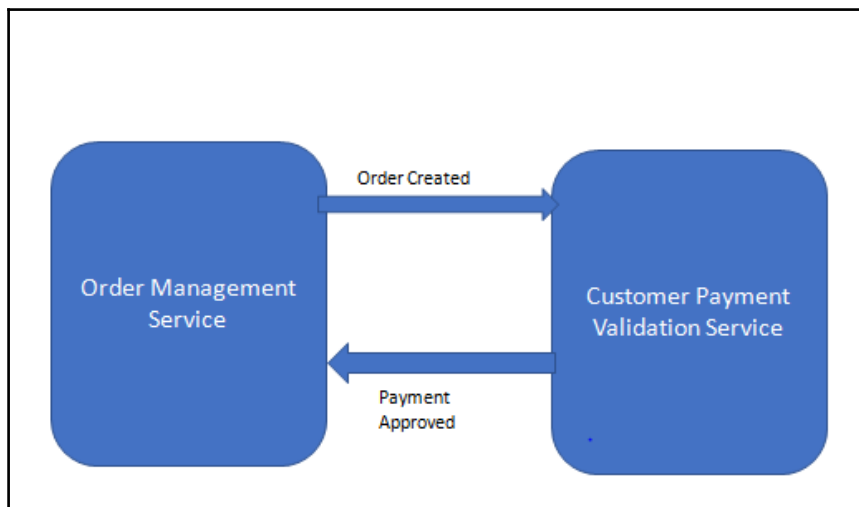 Order Created
Order Management
Service
Customer Payment
Validation Service
Payment
Approved